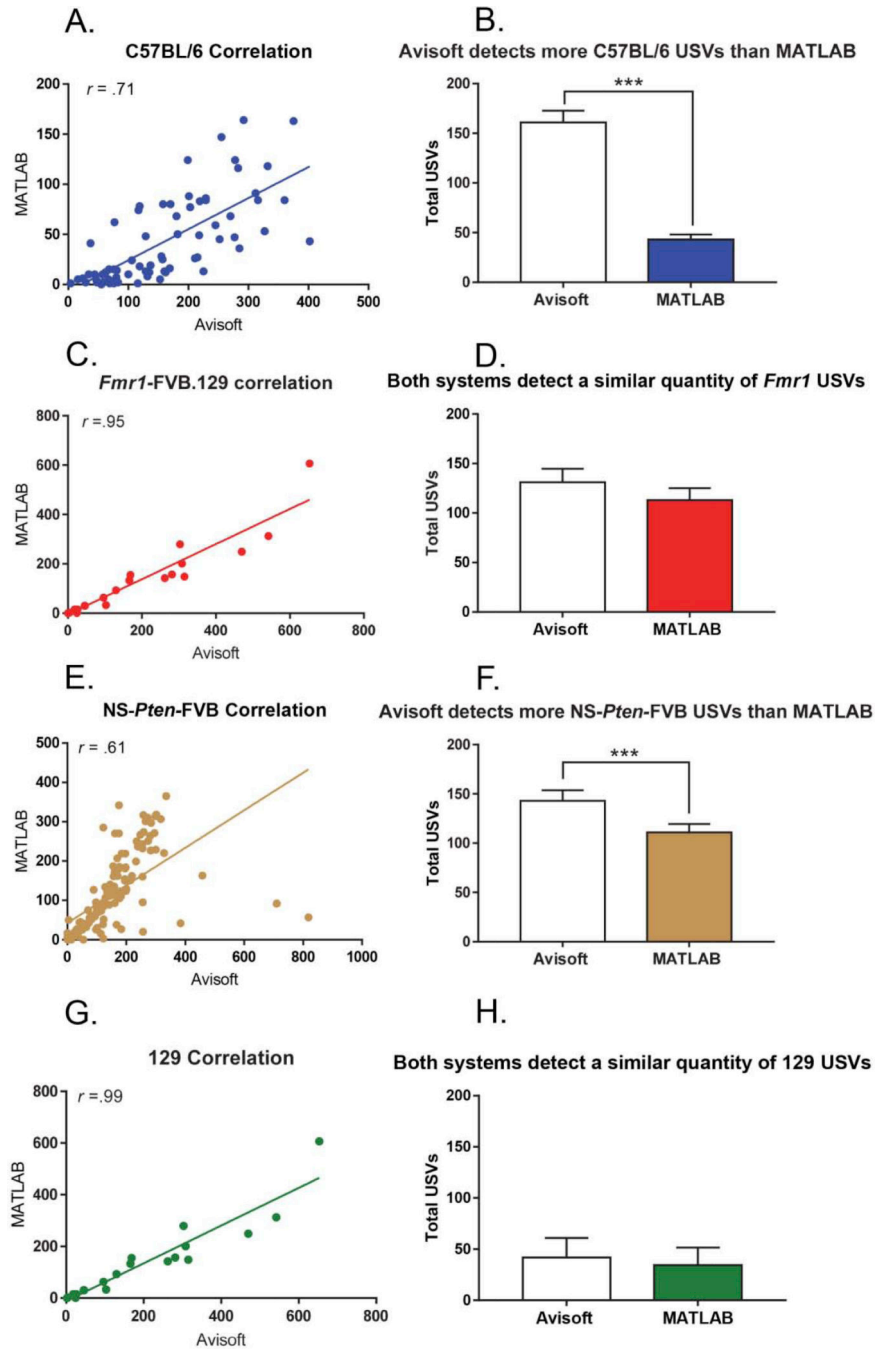 A.
C57BL/6 Correlation
r = .71
MATLAB
200
150
100
50
0
0 100 200 300 400 500
Avisoft
B.
Avisoft detects more C57BL/6 USVs than MATLAB
Total USVs
200
150
100
50
0
***
Avisoft MATLAB
C.
Fmr1-FVB.129 correlation
r =.95
MATLAB
800
600
400
200
0
0 200 400 600 800
Avisoft
D.
Both systems detect a similar quantity of Fmr1 USVs
Total USVs
200
150
100
50
0
Avisoft MATLAB
E.
NS-Pten-FVB Correlation
r = .61
MATLAB
500
400
300
200
100
0
0 200 400 600 800 1000
Avisoft
F.
Avisoft detects more NS-Pten-FVB USVs than MATLAB
Total USVs
200
150
100
50
0
***
Avisoft MATLAB
G.
129 Correlation
r =.99
MATLAB
800
600
400
200
0
0 200 400 600 800
Avisoft
H.
Both systems detect a similar quantity of 129 USVs
Total USVs
200
150
100
50
0
Avisoft MATLAB